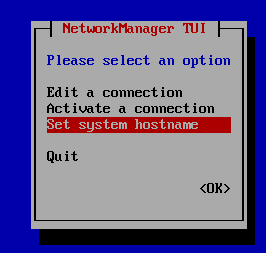 NetworkManager TUI
Please select an option
Edit a connection
Activate a connection
Set system hostname
Quit
<OK>